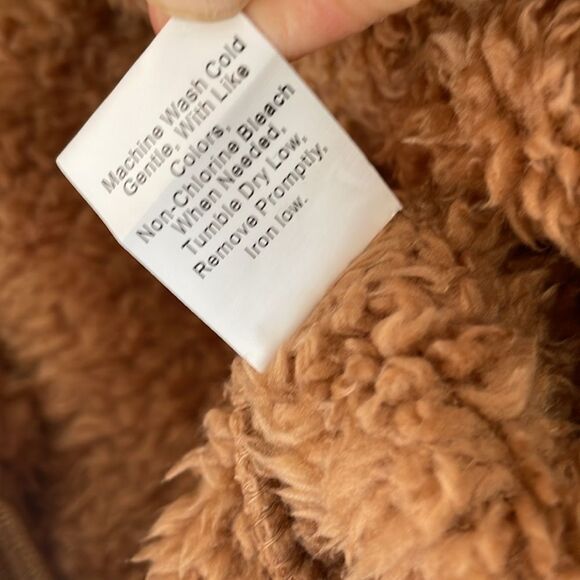 Machine Wash Cold
Gentle, With Like
Colors,
Non-Chlorine Bleach
When Needed,
Tumble Dry Low,
Remove Promptly,
Iron low.